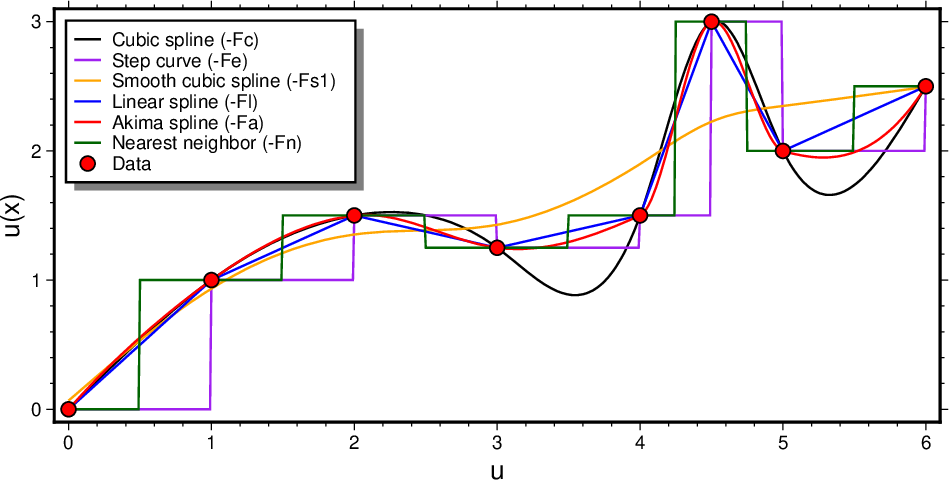 3
2
1
0
u(x)
Cubic spline (-Fc)
Step curve (-Fe)
Smooth cubic spline (-Fs1)
Linear spline (-Fl)
Akima spline (-Fa)
Nearest neighbor (-Fn)
Data
0 1 2 3 4 5 6
u